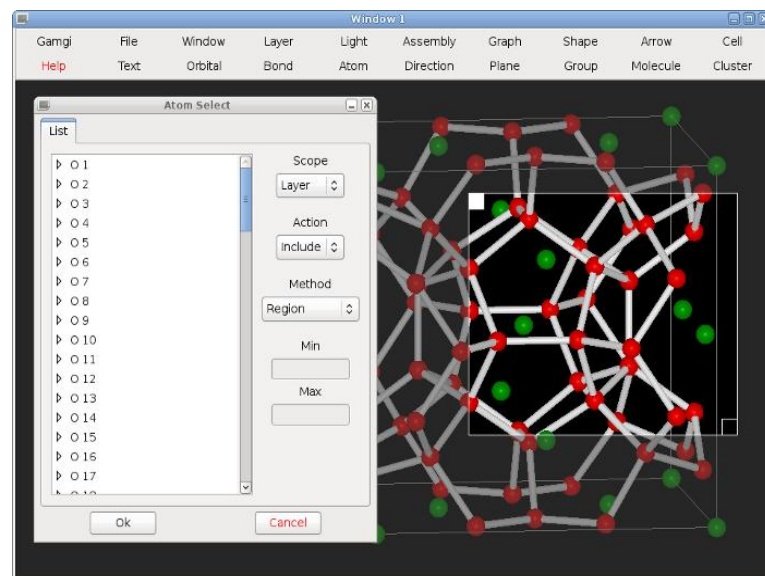 Window 1
Gamgi File Window Layer Light Assembly Graph Shape Arrow Cell
Help Text Orbital Bond Atom Direction Plane Group Molecule Cluster
Atom Select
List
O 1
O 2
O 3
O 4
O 5
O 6
O 7
O 8
O 9
O 10
O 11
O 12
O 13
O 14
O 15
O 16
O 17
Scope
Layer
Action
Include
Method
Region
Min
Max
Ok Cancel